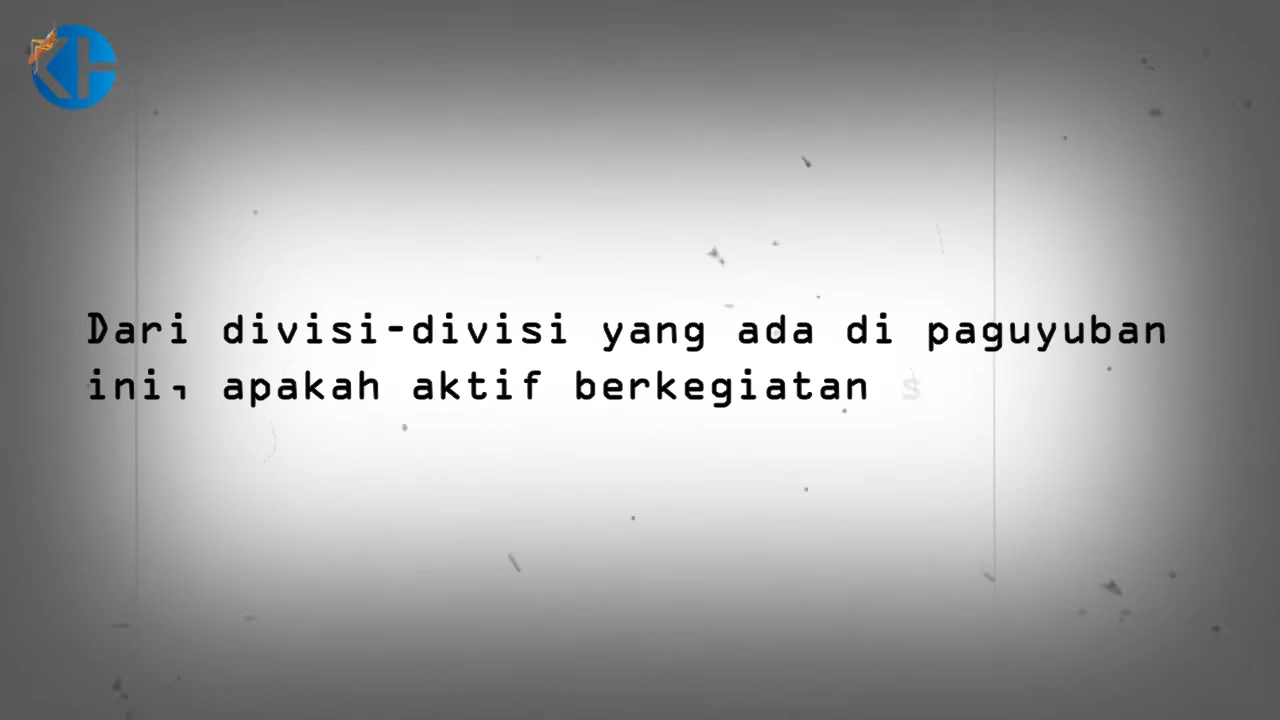 Dari divisi-divisi yang ada di paguyuban
ini, apakah aktif berkegiatan s